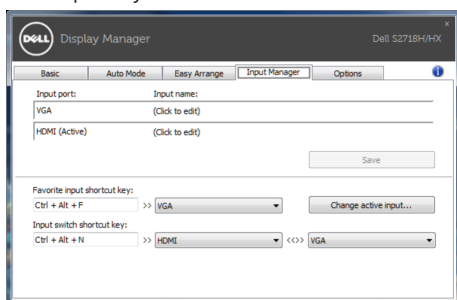 DELL Display Manager Dell S2718H/HX
Basic Auto Mode Easy Arrange Input Manager Options
Input port: Input name:
VGA (Click to edit)
HDMI (Active) (Click to edit)
Save
Favorite input shortcut key:
Ctrl + Alt + F >> VGA Change active input...
Input switch shortcut key:
Ctrl + Alt + N >> HDMI <<>> VGA